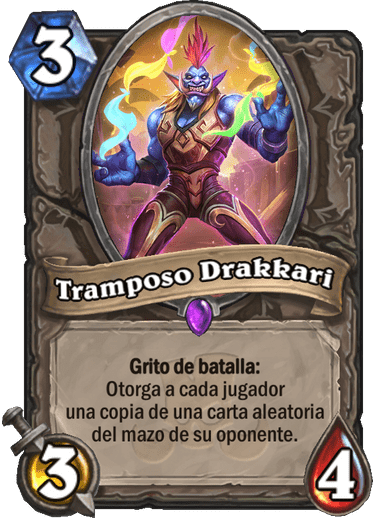 3
Tramposo Drakkari
Grito de batalla:
Otorga a cada jugador
una copia de una carta aleatoria
del mazo de su oponente.
3
4